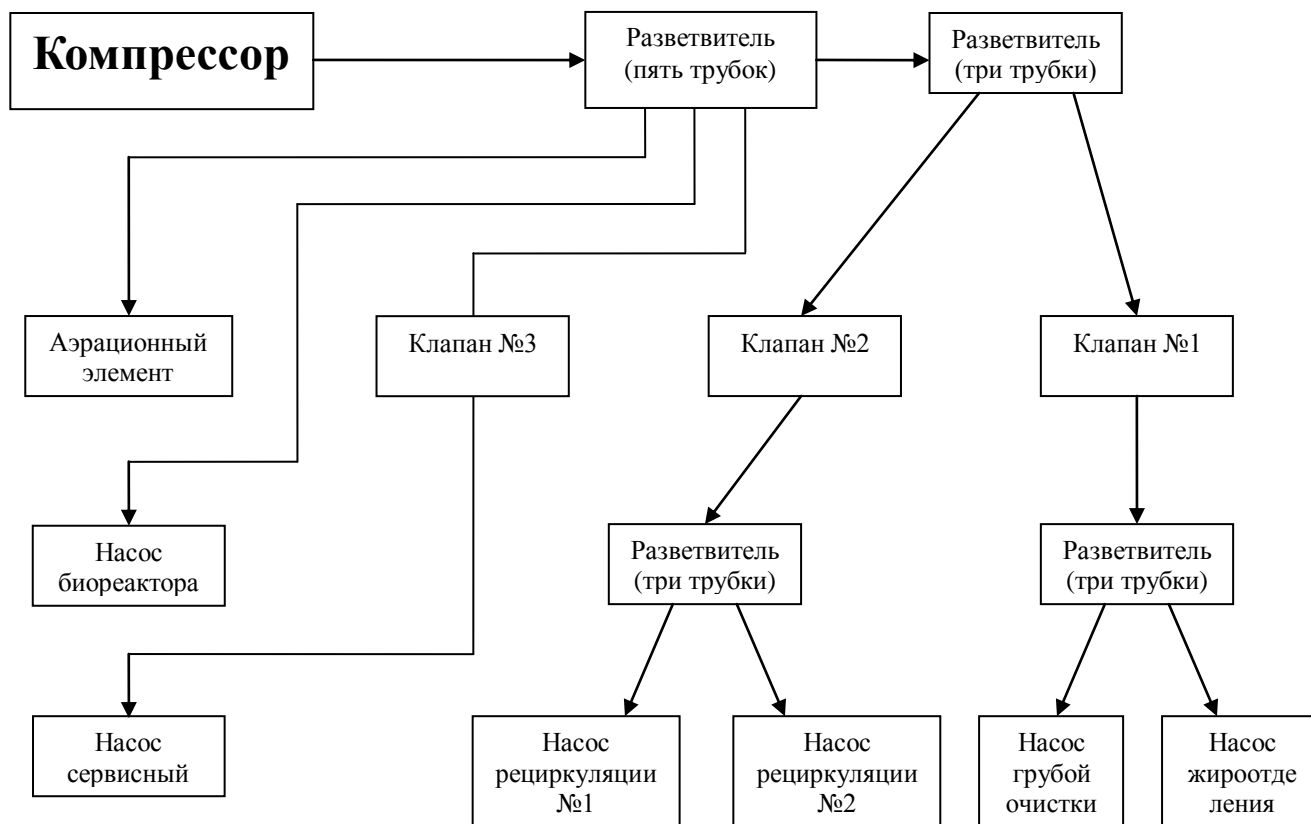 Компрессор
Разветвитель
(пять трубок)
Разветвитель
(три трубки)
Аэрационный
элемент
Клапан №3
Клапан №2
Клапан №1
Насос
биореактора
Разветвитель
(три трубки)
Разветвитель
(три трубки)
Насос
сервисный
Насос
рециркуляции
№1
Насос
рециркуляции
№2
Насос
грубой
очистки
Насос
жироотде
ления